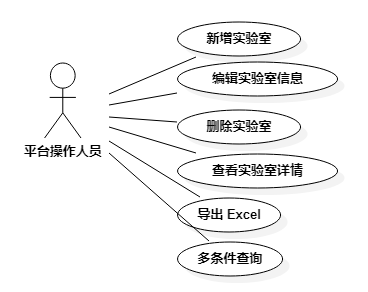 新增实验室
编辑实验室信息
删除实验室
平台操作人员
查看实验室详情
导出 Excel
多条件查询